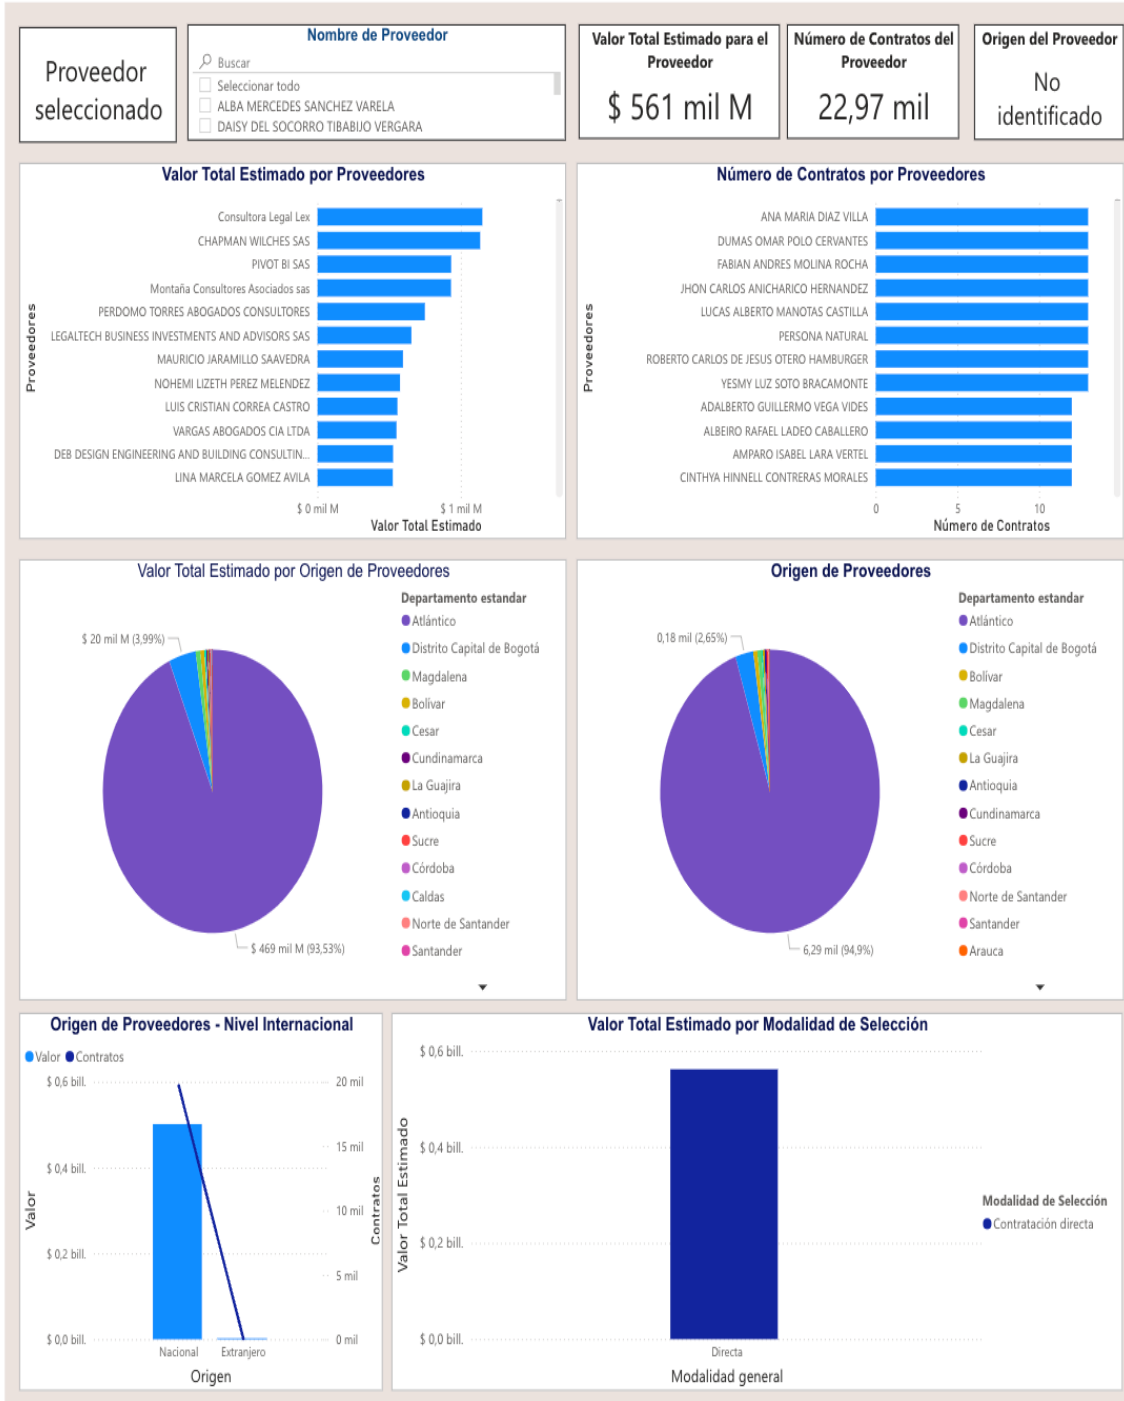 Proveedor
seleccionado
Nombre de Proveedor
Buscar
Seleccionar todo
ALBA MERCEDES SANCHEZ VARELA
DAISY DEL SOCORRO TIBABIJO VERGARA
Valor Total Estimado para el
Proveedor
$ 561 mil M
Número de Contratos del
Proveedor
22,97 mil
Origen del Proveedor
No
identificado
Valor Total Estimado por Proveedores
Proveedores
Consultora Legal Lex
CHAPMAN WILCHES SAS
PIVOT BI SAS
Montaña Consultores Asociados sas
PERDOMO TORRES ABOGADOS CONSULTORES
LEGALTECH BUSINESS INVESTMENTS AND ADVISORS SAS
MAURICIO JARAMILLO SAAVEDRA
NOHEMI LIZETH PEREZ MELENDEZ
LUIS CRISTIAN CORREA CASTRO
VARGAS ABOGADOS CIA LTDA
DEB DESIGN ENGINEERING AND BUILDING CONSULTIN...
LINA MARCELA GOMEZ AVILA
$ 0 mil M
$ 1 mil M
Valor Total Estimado
Número de Contratos por Proveedores
Proveedores
ANA MARIA DIAZ VILLA
DUMAS OMAR POLO CERVANTES
FABIAN ANDRES MOLINA ROCHA
JHON CARLOS ANICHARICO HERNANDEZ
LUCAS ALBERTO MANOTAS CASTILLA
PERSONA NATURAL
ROBERTO CARLOS DE JESUS OTERO HAMBURGER
YESMY LUZ SOTO BRACAMONTE
ADALBERTO GUILLERMO VEGA VIDES
ALBEIRO RAFAEL LADEO CABALLERO
AMPARO ISABEL LARA VERTEL
CINTHYA HINNELL CONTRERAS MORALES
0
5
10
Número de Contratos
Valor Total Estimado por Origen de Proveedores
$ 20 mil M (3,99%)
$ 469 mil M (93,53%)
Departamento estandar
Atlántico
Distrito Capital de Bogotá
Magdalena
Bolívar
Cesar
Cundinamarca
La Guajira
Antioquia
Sucre
Córdoba
Caldas
Norte de Santander
Santander
Origen de Proveedores
0,18 mil (2,65%)
6,29 mil (94,9%)
Departamento estandar
Atlántico
Distrito Capital de Bogotá
Bolívar
Magdalena
Cesar
La Guajira
Antioquia
Cundinamarca
Sucre
Córdoba
Norte de Santander
Santander
Arauca
Origen de Proveedores - Nivel Internacional
Valor
Contratos
Valor
$ 0,6 bill.
$ 0,4 bill.
$ 0,2 bill.
$ 0,0 bill.
20 mil
15 mil
10 mil
5 mil
0 mil
Contratos
Nacional
Extranjero
Origen
Valor Total Estimado por Modalidad de Selección
Valor Total Estimado
$ 0,6 bill.
$ 0,4 bill.
$ 0,2 bill.
$ 0,0 bill.
Directa
Modalidad general
Modalidad de Selección
Contratación directa